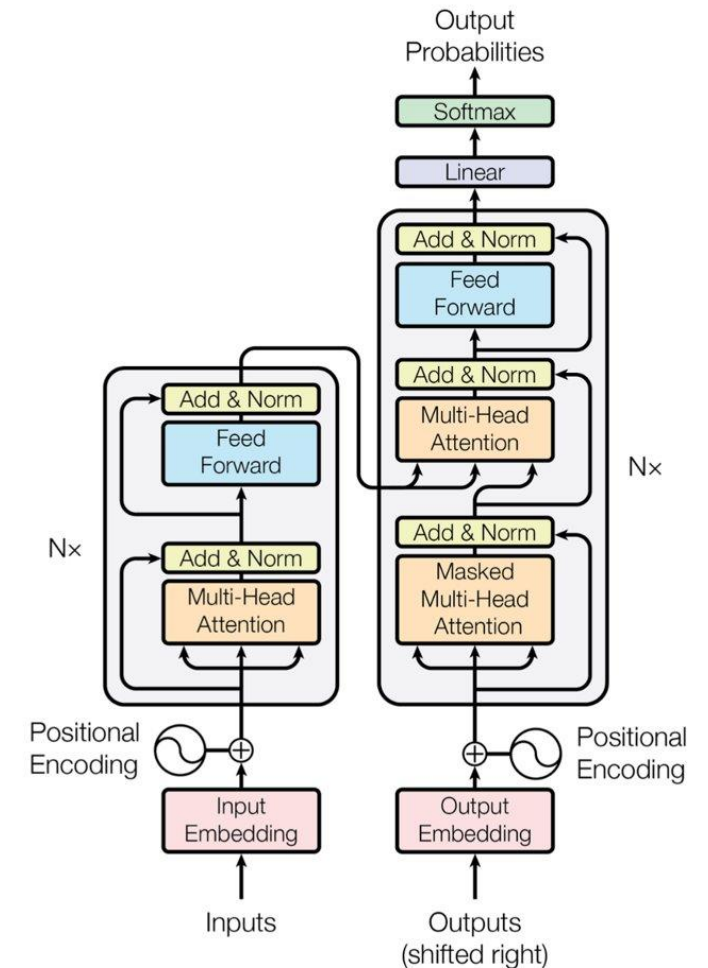 Output
Probabilities
Softmax
Linear
Add & Norm
Feed
Forward
Add & Norm
Multi-Head
Attention
Add & Norm
Masked
Multi-Head
Attention
Nx
Add & Norm
Feed
Forward
Add & Norm
Multi-Head
Attention
N×
Positional
Encoding
Positional
Encoding
Input
Embedding
Output
Embedding
Inputs
Outputs
(shifted right)